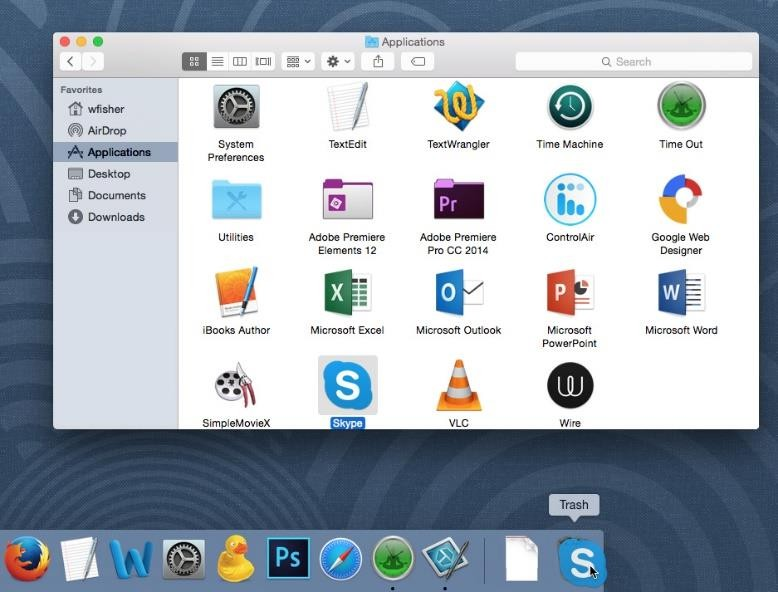 Applications
Search
Favorites
wfisher
AirDrop
Applications
Desktop
Documents
Downloads
System
Preferences
TextEdit
TextWrangler
Time Machine
Time Out
Utilities
Adobe Premiere
Elements 12
Pr
Adobe Premiere
Pro CC 2014
ControlAir
Google Web
Designer
iBooks Author
X
Microsoft Excel
O
Microsoft Outlook
P
Microsoft
PowerPoint
W
Microsoft Word
SimpleMovieX
S
Skype
VLC
W
Wire
Trash
W
Ps
S